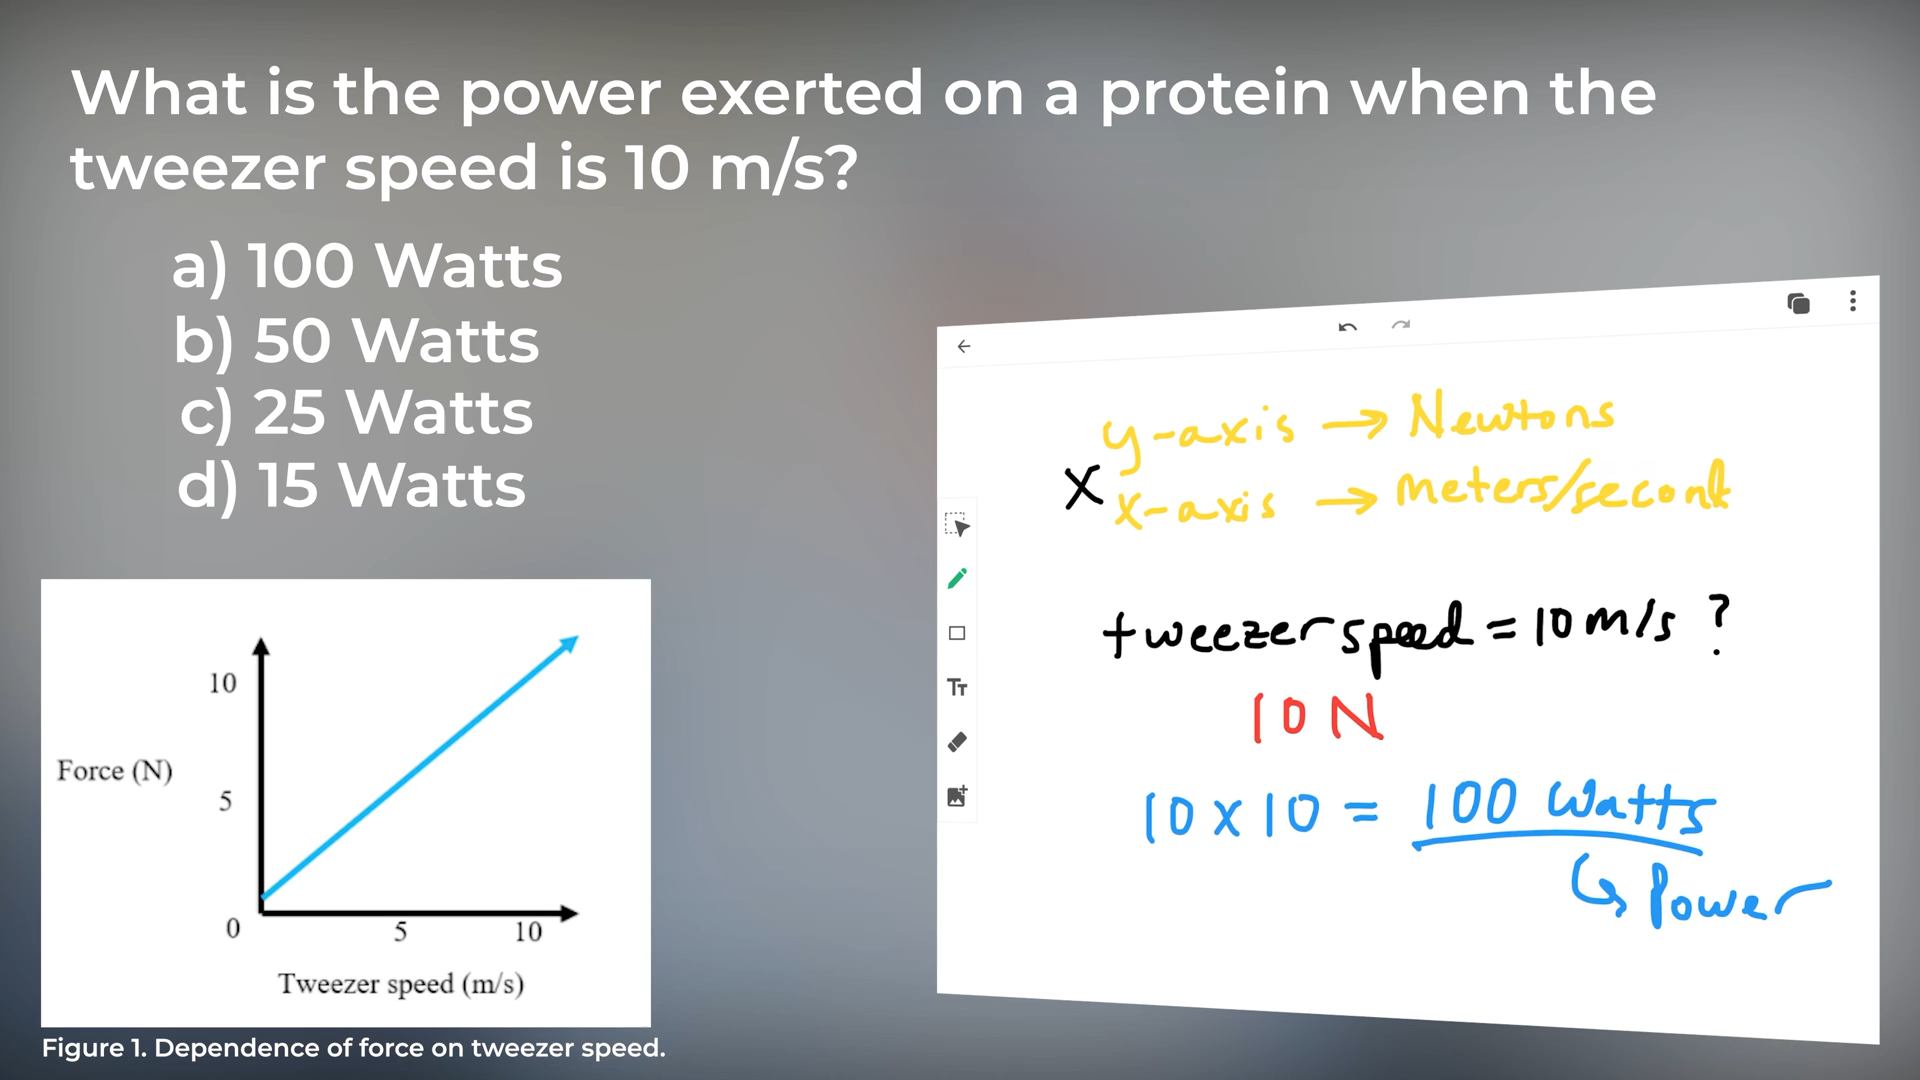 What is the power exerted on a protein when the
tweezer speed is 10 m/s?
a) 100 Watts
b) 50 Watts
c) 25 Watts
d) 15 Watts
10
Force (N)
5
0
5 10
Tweezer speed (m/s)
Figure 1. Dependence of force on tweezer speed.
y-axis → Newtons
X x-axis → meters/second
tweezer speed = 10 m/s ?
10 N
10 x 10 = 100 Watts
↳ Power
Tт